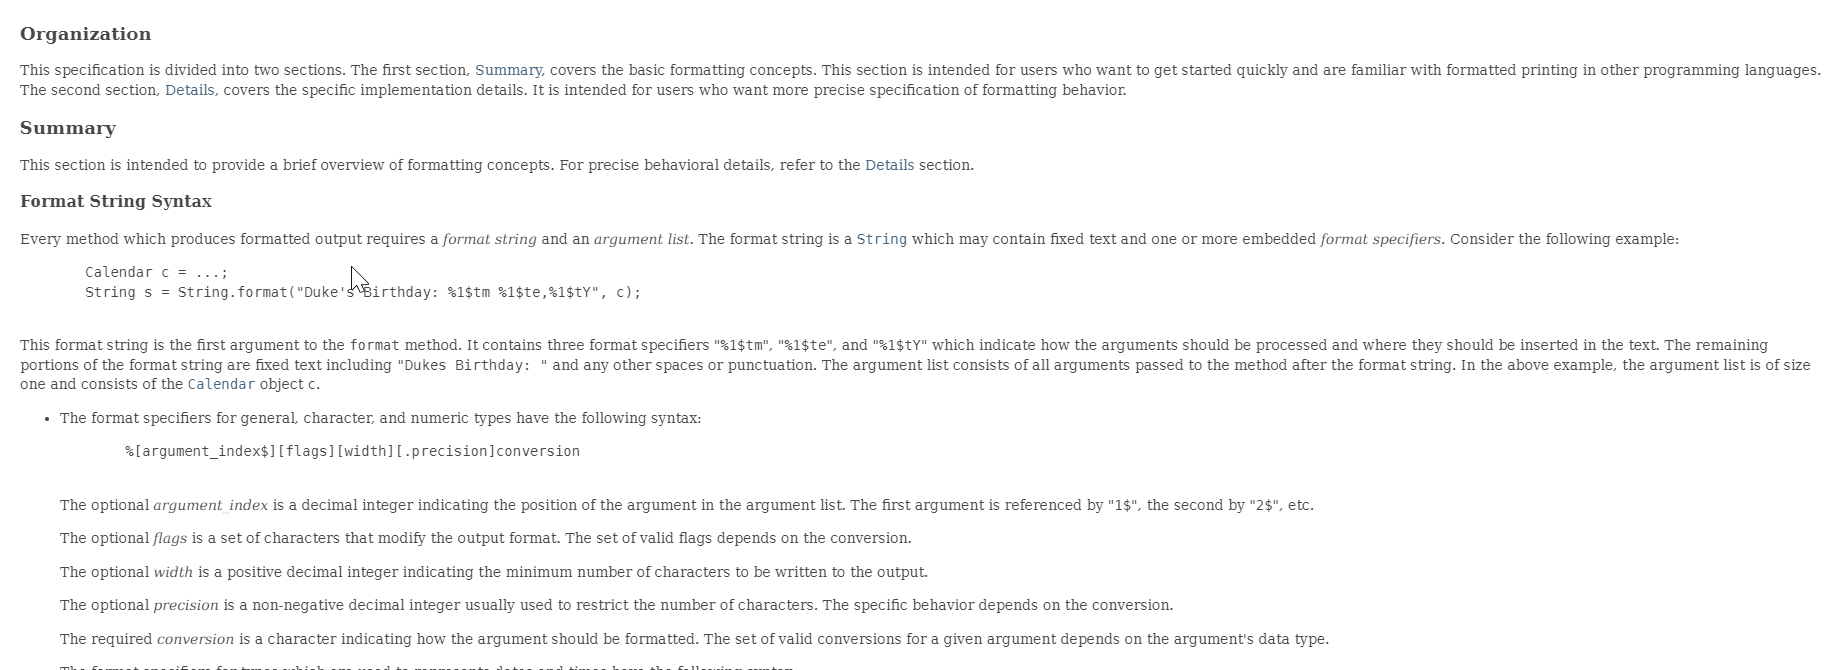 Organization
This specification is divided into two sections. The first section, Summary, covers the basic formatting concepts. This section is intended for users who want to get started quickly and are familiar with formatted printing in other programming languages.
The second section, Details, covers the specific implementation details. It is intended for users who want more precise specification of formatting behavior.
Summary
This section is intended to provide a brief overview of formatting concepts. For precise behavioral details, refer to the Details section.
Format String Syntax
Every method which produces formatted output requires a format string and an argument list. The format string is a String which may contain fixed text and one or more embedded format specifiers. Consider the following example:
Calendar c = ...;
String s = String.format("Duke's Birthday: %1$tm %1$te,%1$tY", c);
This format string is the first argument to the format method. It contains three format specifiers "%1$tm", "%1$te", and "%1$tY" which indicate how the arguments should be processed and where they should be inserted in the text. The remaining
portions of the format string are fixed text including "Dukes Birthday: " and any other spaces or punctuation. The argument list consists of all arguments passed to the method after the format string. In the above example, the argument list is of size
one and consists of the Calendar object c.
• The format specifiers for general, character, and numeric types have the following syntax:
%[argument_index$][flags][width][.precision]conversion
The optional argument_index is a decimal integer indicating the position of the argument in the argument list. The first argument is referenced by "1$", the second by "2$", etc.
The optional flags is a set of characters that modify the output format. The set of valid flags depends on the conversion.
The optional width is a positive decimal integer indicating the minimum number of characters to be written to the output.
The optional precision is a non-negative decimal integer usually used to restrict the number of characters. The specific behavior depends on the conversion.
The required conversion is a character indicating how the argument should be formatted. The set of valid conversions for a given argument depends on the argument's data type.
The format specifiers for types which are used to represents dates and times have the following syntax: